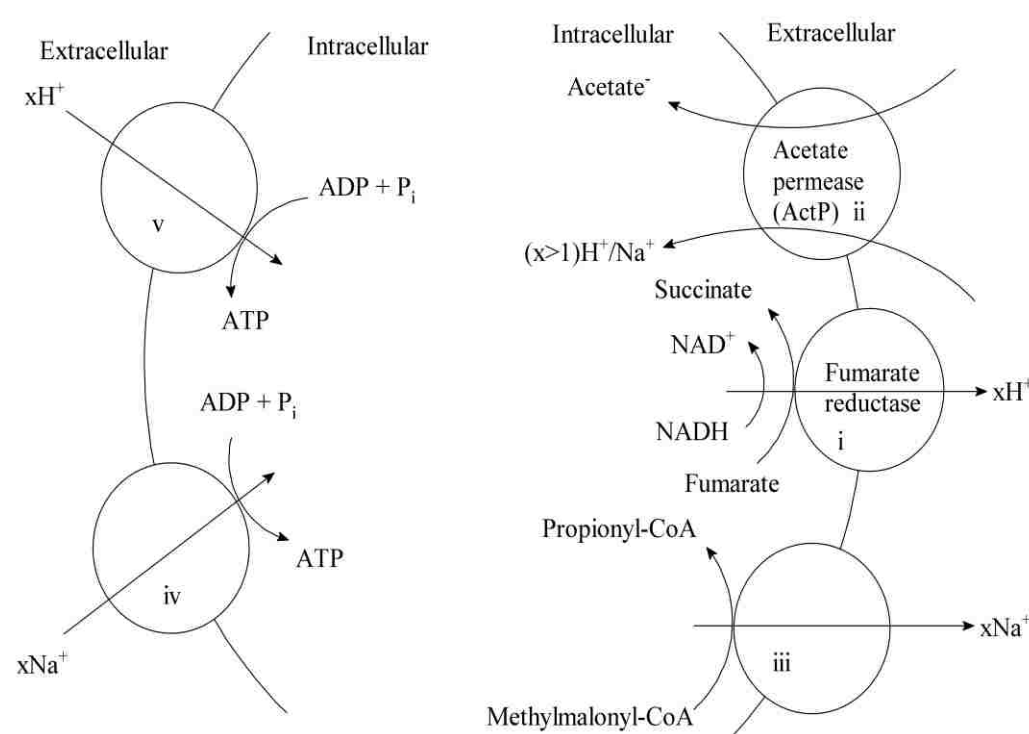 Extracellular
Intracellular
xH⁺
ADP + Pᵢ
v
ATP
ADP + Pᵢ
ATP
iv
xNa⁺
Intracellular
Extracellular
Acetate⁻
Acetate
permease
(ActP) ii
(x>1)H⁺/Na⁺
Succinate
NAD⁺
Fumarate
reductase
xH⁺
NADH
i
Fumarate
Propionyl-CoA
xNa⁺
iii
Methylmalonyl-CoA